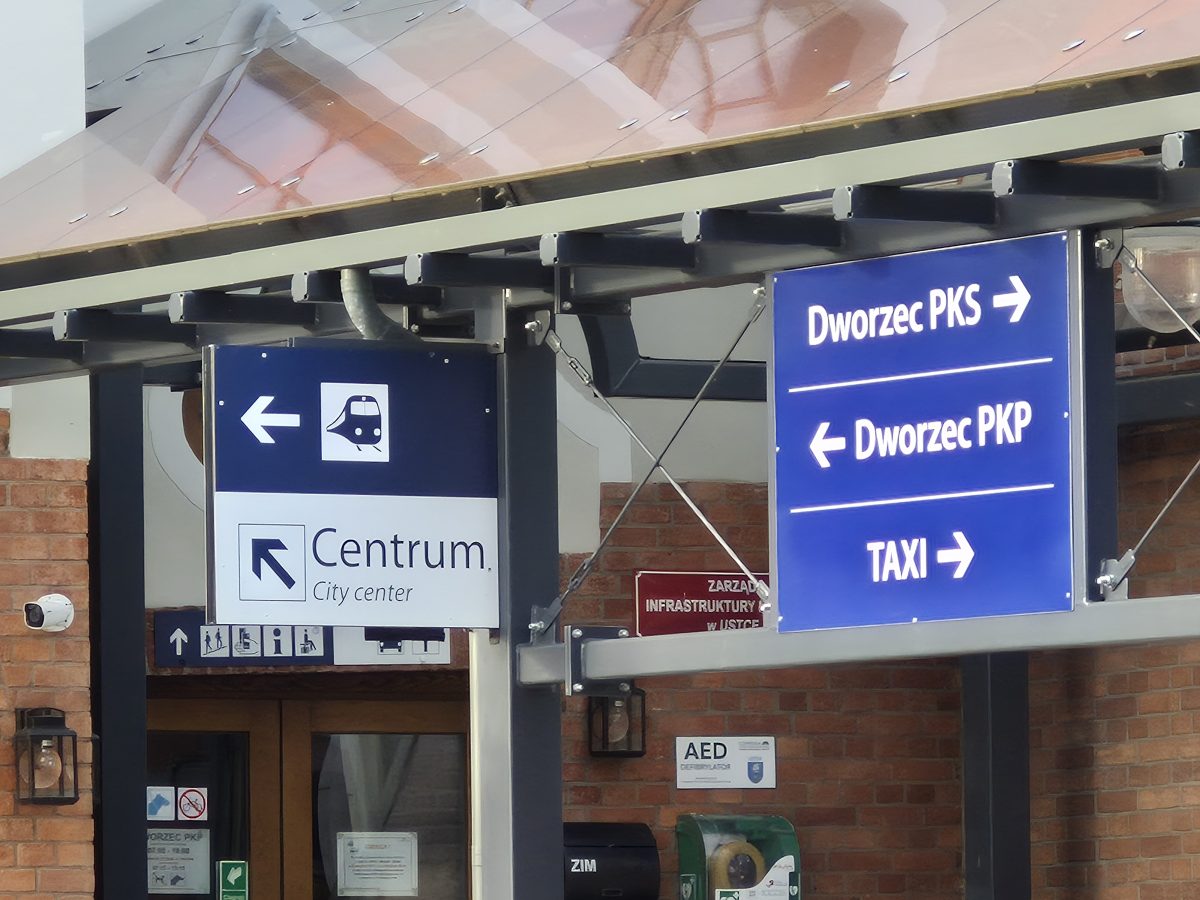 Dworzec PKS
Dworzec PKP
TAXI
Centrum
City center
ZARZĄD
INFRASTRUKTURY
w USTCE
AED
DEFIBRYLATOR
ZIM
DWORZEC PKP